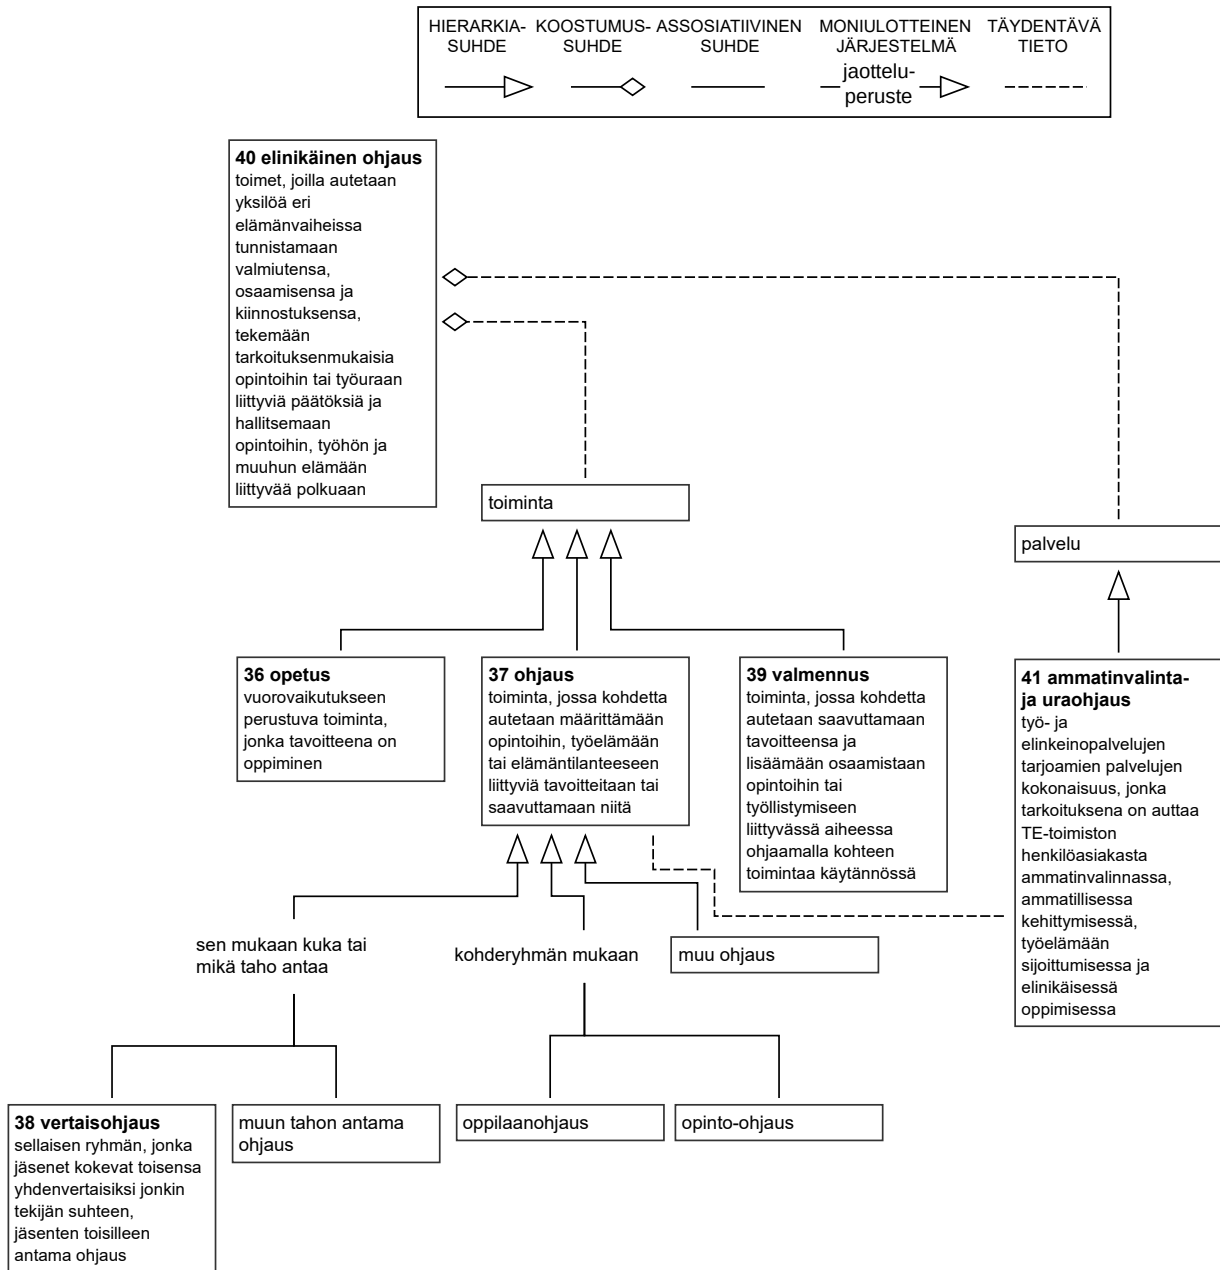 HIERARKIA-
SUHDE
KOOSTUMUS-
SUHDE
ASSOSIATIIVINEN
SUHDE
MONIULOTTEINEN
JÄRJESTELMÄ
jaottelu-
peruste
TÄYDENTÄVÄ
TIETO
40 elinikäinen ohjaus
toimet, joilla autetaan
yksilöä eri
elämänvaiheissa
tunnistamaan
valmiutensa,
osaamisensa ja
kiinnostuksensa,
tekemään
tarkoituksenmukaisia
opintoihin tai työuraan
liittyviä päätöksiä ja
hallitsemaan
opintoihin, työhön ja
muuhun elämään
liittyvää polkuaan
toiminta
palvelu
36 opetus
vuorovaikutukseen
perustuva toiminta,
jonka tavoitteena on
oppiminen
37 ohjaus
toiminta, jossa kohdetta
autetaan määrittämään
opintoihin, työelämään
tai elämäntilanteeseen
liittyviä tavoitteitaan tai
saavuttamaan niitä
39 valmennus
toiminta, jossa kohdetta
autetaan saavuttamaan
tavoitteensa ja
lisäämään osaamistaan
opintoihin tai
työllistymiseen
liittyvässä aiheessa
ohjaamalla kohteen
toimintaa käytännössä
41 ammatinvalinta-
ja uraohjaus
työ- ja
elinkeinopalvelujen
tarjoamien palvelujen
kokonaisuus, jonka
tarkoituksena on auttaa
TE-toimiston
henkilöasiakasta
ammatinvalinnassa,
ammatillisessa
kehittymisessä,
työelämään
sijoittumisessa ja
elinikäisessä
oppimisessa
sen mukaan kuka tai
mikä taho antaa
kohderyhmän mukaan
muu ohjaus
38 vertaisohjaus
sellaisen ryhmän, jonka
jäsenet kokevat toisensa
yhdenvertaisiksi jonkin
tekijän suhteen,
jäsenten toisilleen
antama ohjaus
muun tahon antama
ohjaus
oppilaanohjaus
opinto-ohjaus